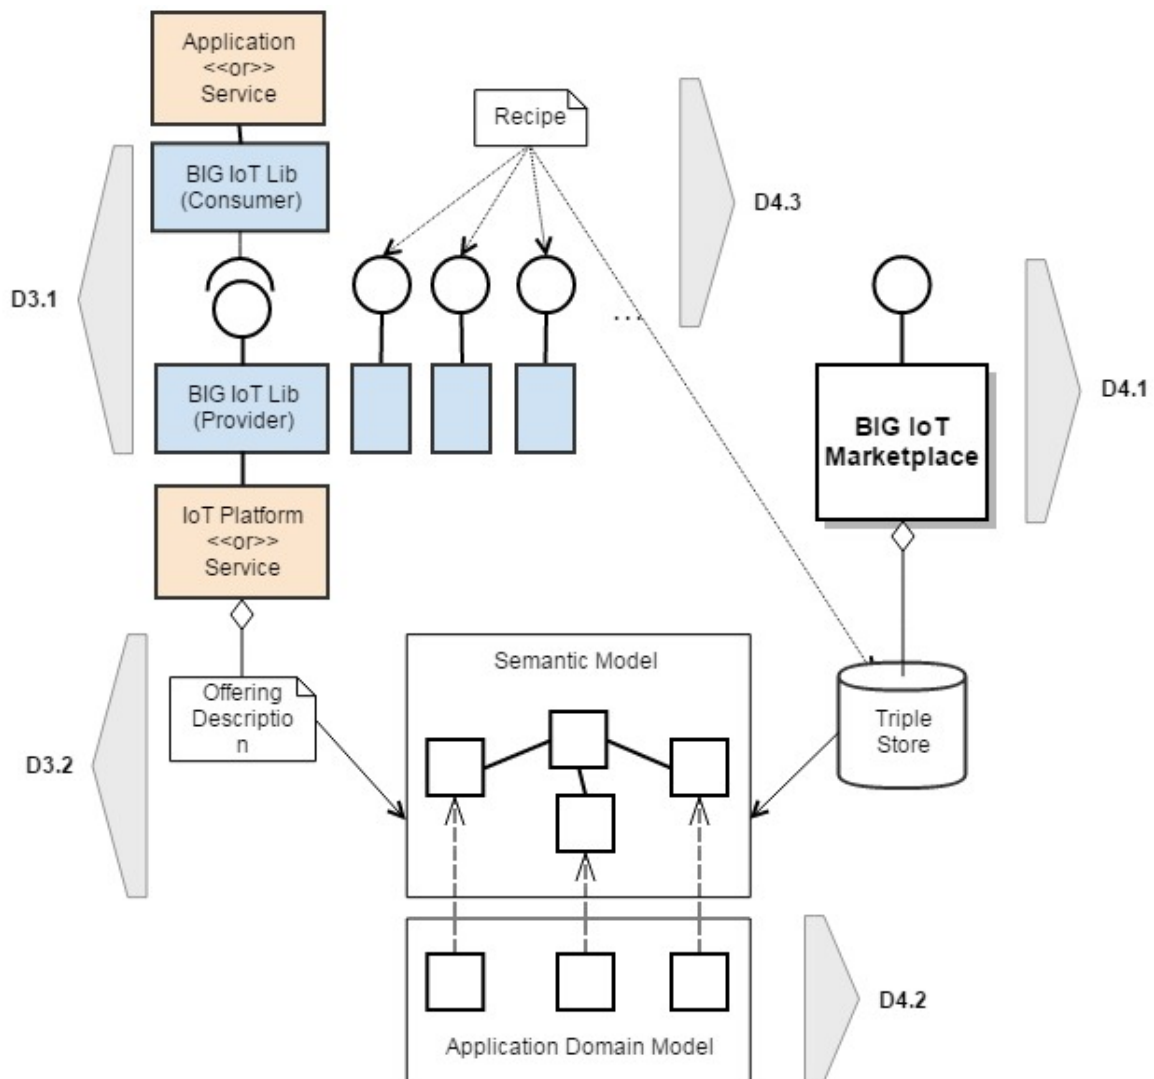 Application
<<or>>
Service
BIG IoT Lib
(Consumer)
Recipe
D4.3
D3.1
...
BIG IoT Lib
(Provider)
BIG IoT
Marketplace
D4.1
IoT Platform
<<or>>
Service
Offering
Descriptio
n
Semantic Model
Triple
Store
D3.2
D4.2
Application Domain Model